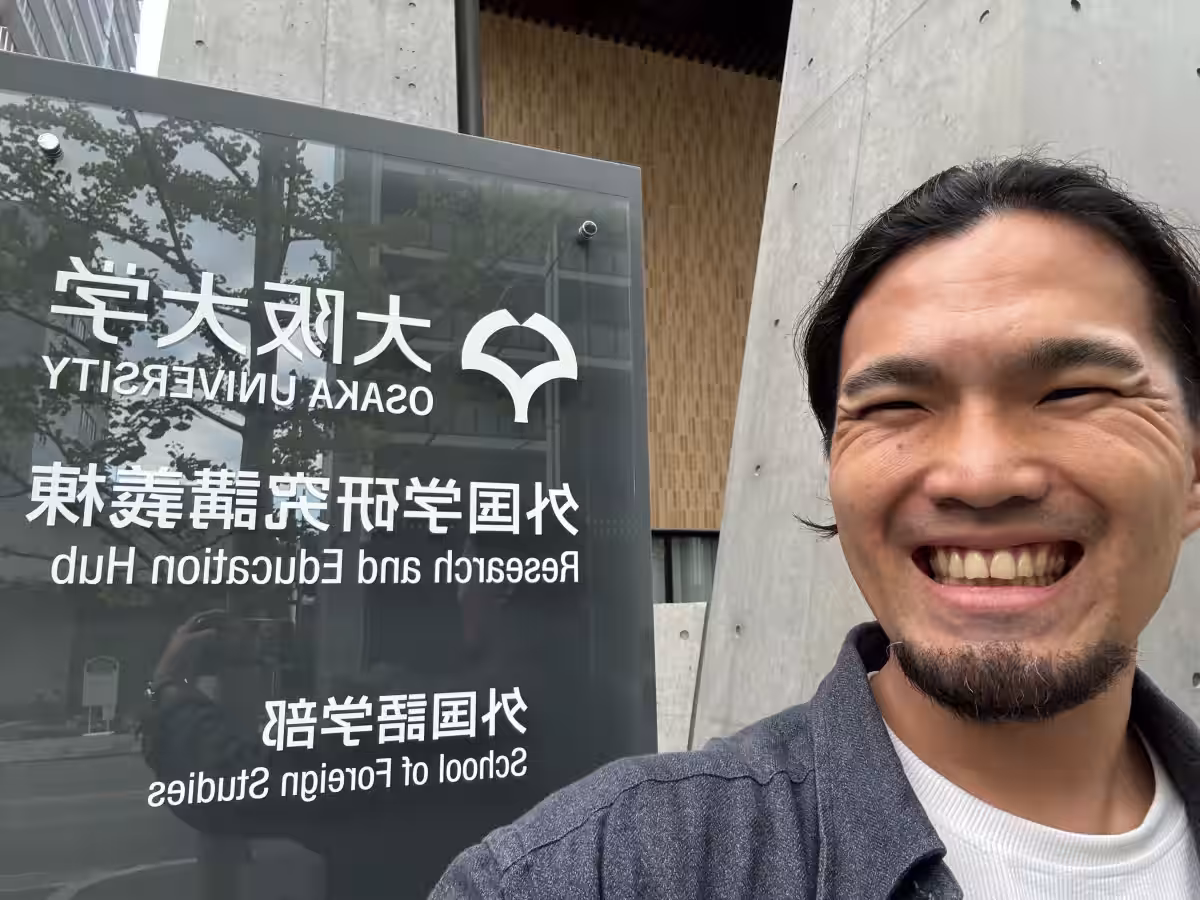 大阪大学
OSAKA UNIVERSITY
外国学研究講義棟
Research and Education Hub
外国語学部
School of Foreign Studies